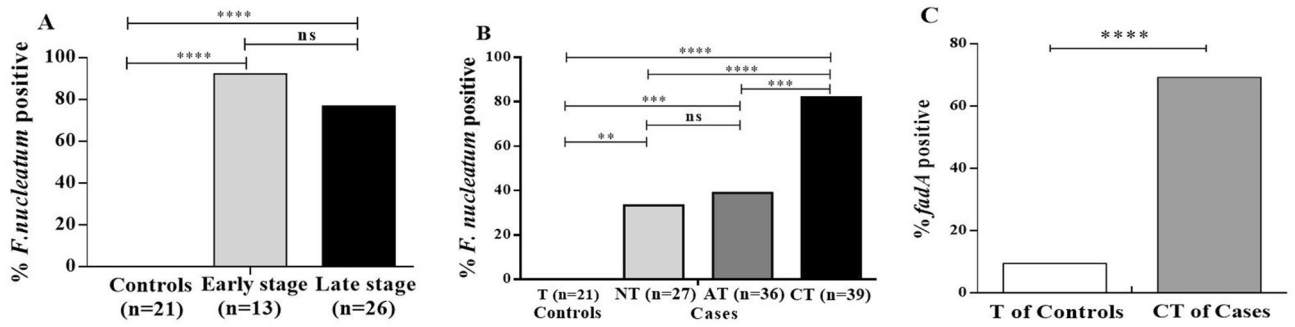 A
****
ns
****
% F. nucleatum positive
100
80
60
40
20
0
Controls Early stage Late stage
(n=21) (n=13) (n=26)
B
****
****
***
***
ns
**
% F. nucleatum positive
100
80
60
40
20
0
T (n=21) NT (n=27) AT (n=36) CT (n=39)
Controls Cases
C
****
% fadA positive
80
60
40
20
0
T of Controls CT of Cases